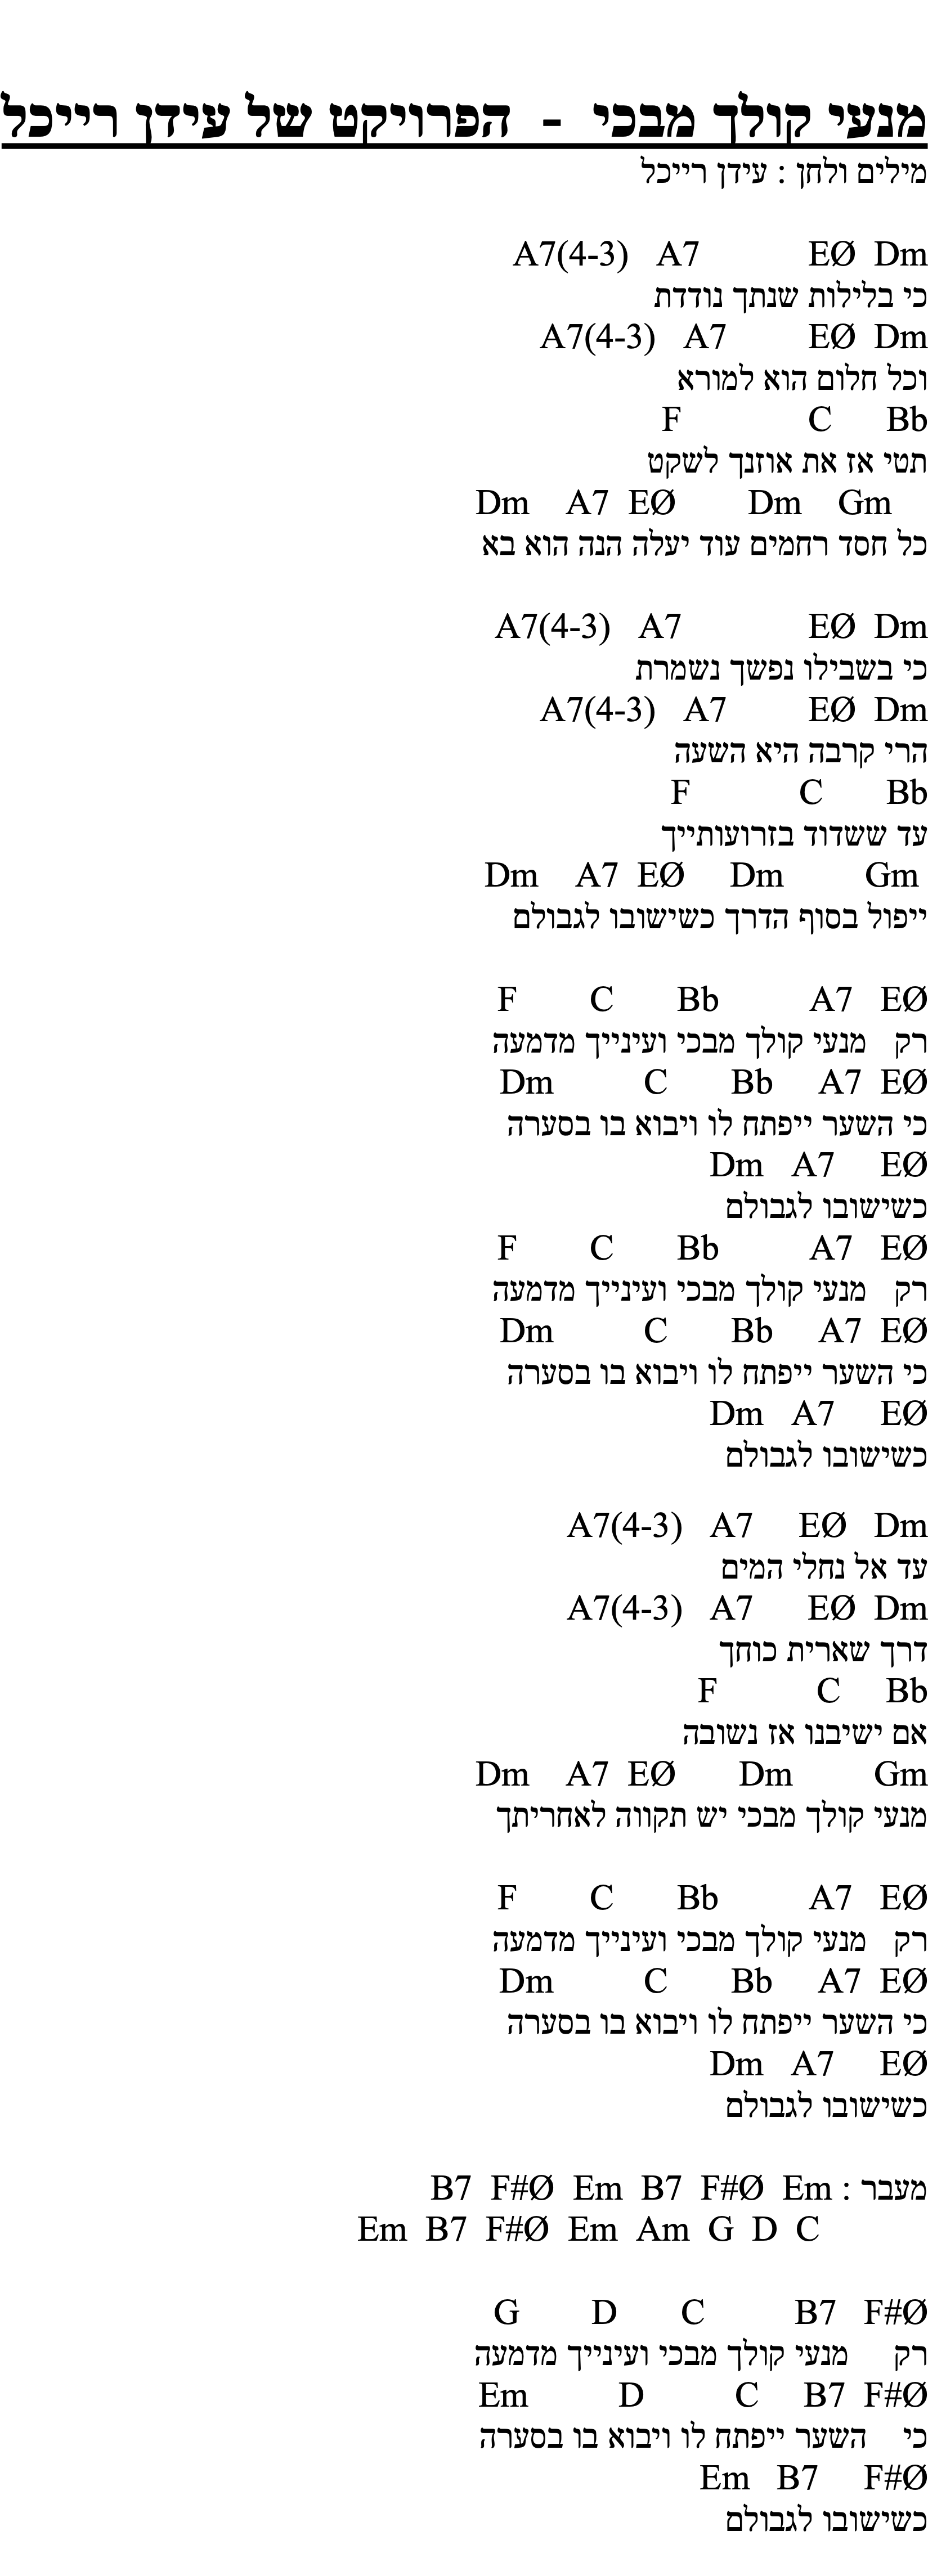 מנעי קולך מבכי - הפרויקט של עידן רייכל
מילים ולחן : עידן רייכל
A7(4-3) A7 EØ Dm
כי בלילות שנתך נודדת
A7(4-3) A7 EØ Dm
וכל חלום הוא למורא
F C Bb
תטי אז את אוזנך לשקט
Dm A7 EØ Dm Gm
כל חסד רחמים עוד יעלה הנה הוא בא
A7(4-3) A7 EØ Dm
כי בשבילו נפשך נשמרת
A7(4-3) A7 EØ Dm
הרי קרבה היא השעה
F C Bb
עד ששדוד בזרועותייך
Dm A7 EØ Dm Gm
ייפול בסוף הדרך כשישובו לגבולם
F C Bb A7 EØ
רק מנעי קולך מבכי ועינייך מדמעה
Dm C Bb A7 EØ
כי השער ייפתח לו ויבוא בו בסערה
Dm A7 EØ
כשישובו לגבולם
F C Bb A7 EØ
רק מנעי קולך מבכי ועינייך מדמעה
Dm C Bb A7 EØ
כי השער ייפתח לו ויבוא בו בסערה
Dm A7 EØ
כשישובו לגבולם
A7(4-3) A7 EØ Dm
עד אל נחלי המים
A7(4-3) A7 EØ Dm
דרך שארית כוחך
F C Bb
אם ישיבנו אז נשובה
Dm A7 EØ Dm Gm
מנעי קולך מבכי יש תקווה לאחריתך
F C Bb A7 EØ
רק מנעי קולך מבכי ועינייך מדמעה
Dm C Bb A7 EØ
כי השער ייפתח לו ויבוא בו בסערה
Dm A7 EØ
כשישובו לגבולם
מעבר : B7 F#Ø Em B7 F#Ø Em
Em B7 F#Ø Em Am G D C
G D C B7 F#Ø
רק מנעי קולך מבכי ועינייך מדמעה
Em D C B7 F#Ø
כי השער ייפתח לו ויבוא בו בסערה
Em B7 F#Ø
כשישובו לגבולם